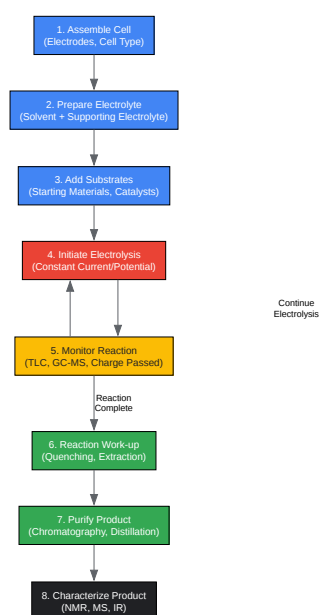 1. Assemble Cell
(Electrodes, Cell Type)
2. Prepare Electrolyte
(Solvent + Supporting Electrolyte)
3. Add Substrates
(Starting Materials, Catalysts)
4. Initiate Electrolysis
(Constant Current/Potential)
Continue
Electrolysis
5. Monitor Reaction
(TLC, GC-MS, Charge Passed)
Reaction
Complete
6. Reaction Work-up
(Quenching, Extraction)
7. Purify Product
(Chromatography, Distillation)
8. Characterize Product
(NMR, MS, IR)